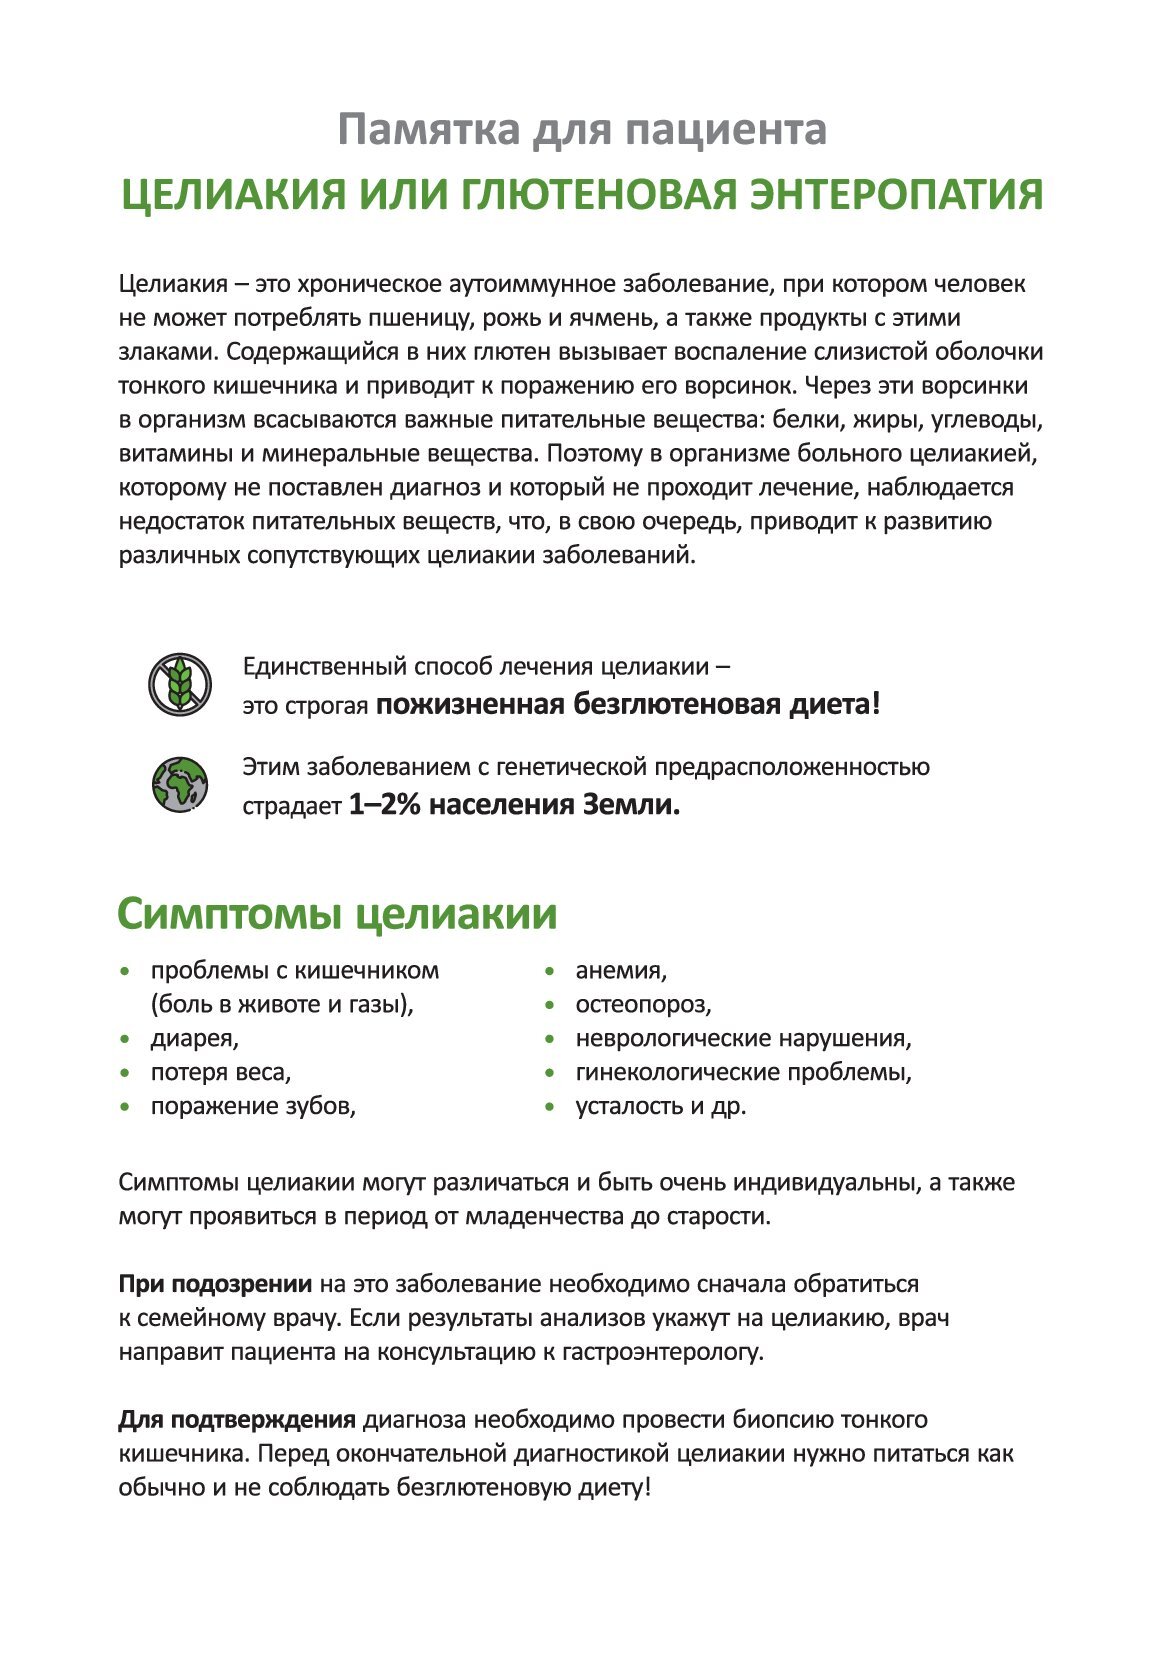 Памятка для пациента
ЦЕЛИАКИЯ ИЛИ ГЛЮТЕНОВАЯ ЭНТЕРОПАТИЯ
Целиакия – это хроническое аутоиммунное заболевание, при котором человек
не может потреблять пшеницу, рожь и ячмень, а также продукты с этими
злаками. Содержащийся в них глютен вызывает воспаление слизистой оболочки
тонкого кишечника и приводит к поражению его ворсинок. Через эти ворсинки
в организм всасываются важные питательные вещества: белки, жиры, углеводы,
витамины и минеральные вещества. Поэтому в организме больного целиакией,
которому не поставлен диагноз и который не проходит лечение, наблюдается
недостаток питательных веществ, что, в свою очередь, приводит к развитию
различных сопутствующих целиакии заболеваний.
Единственный способ лечения целиакии –
это строгая пожизненная безглютеновая диета!
Этим заболеванием с генетической предрасположенностью
страдает 1–2% населения Земли.
Симптомы целиакии
• проблемы с кишечником
(боль в животе и газы),
• диарея,
• потеря веса,
• поражение зубов,
• анемия,
• остеопороз,
• неврологические нарушения,
• гинекологические проблемы,
• усталость и др.
Симптомы целиакии могут различаться и быть очень индивидуальны, а также
могут проявиться в период от младенчества до старости.
При подозрении на это заболевание необходимо сначала обратиться
к семейному врачу. Если результаты анализов укажут на целиакию, врач
направит пациента на консультацию к гастроэнтерологу.
Для подтверждения диагноза необходимо провести биопсию тонкого
кишечника. Перед окончательной диагностикой целиакии нужно питаться как
обычно и не соблюдать безглютеновую диету!